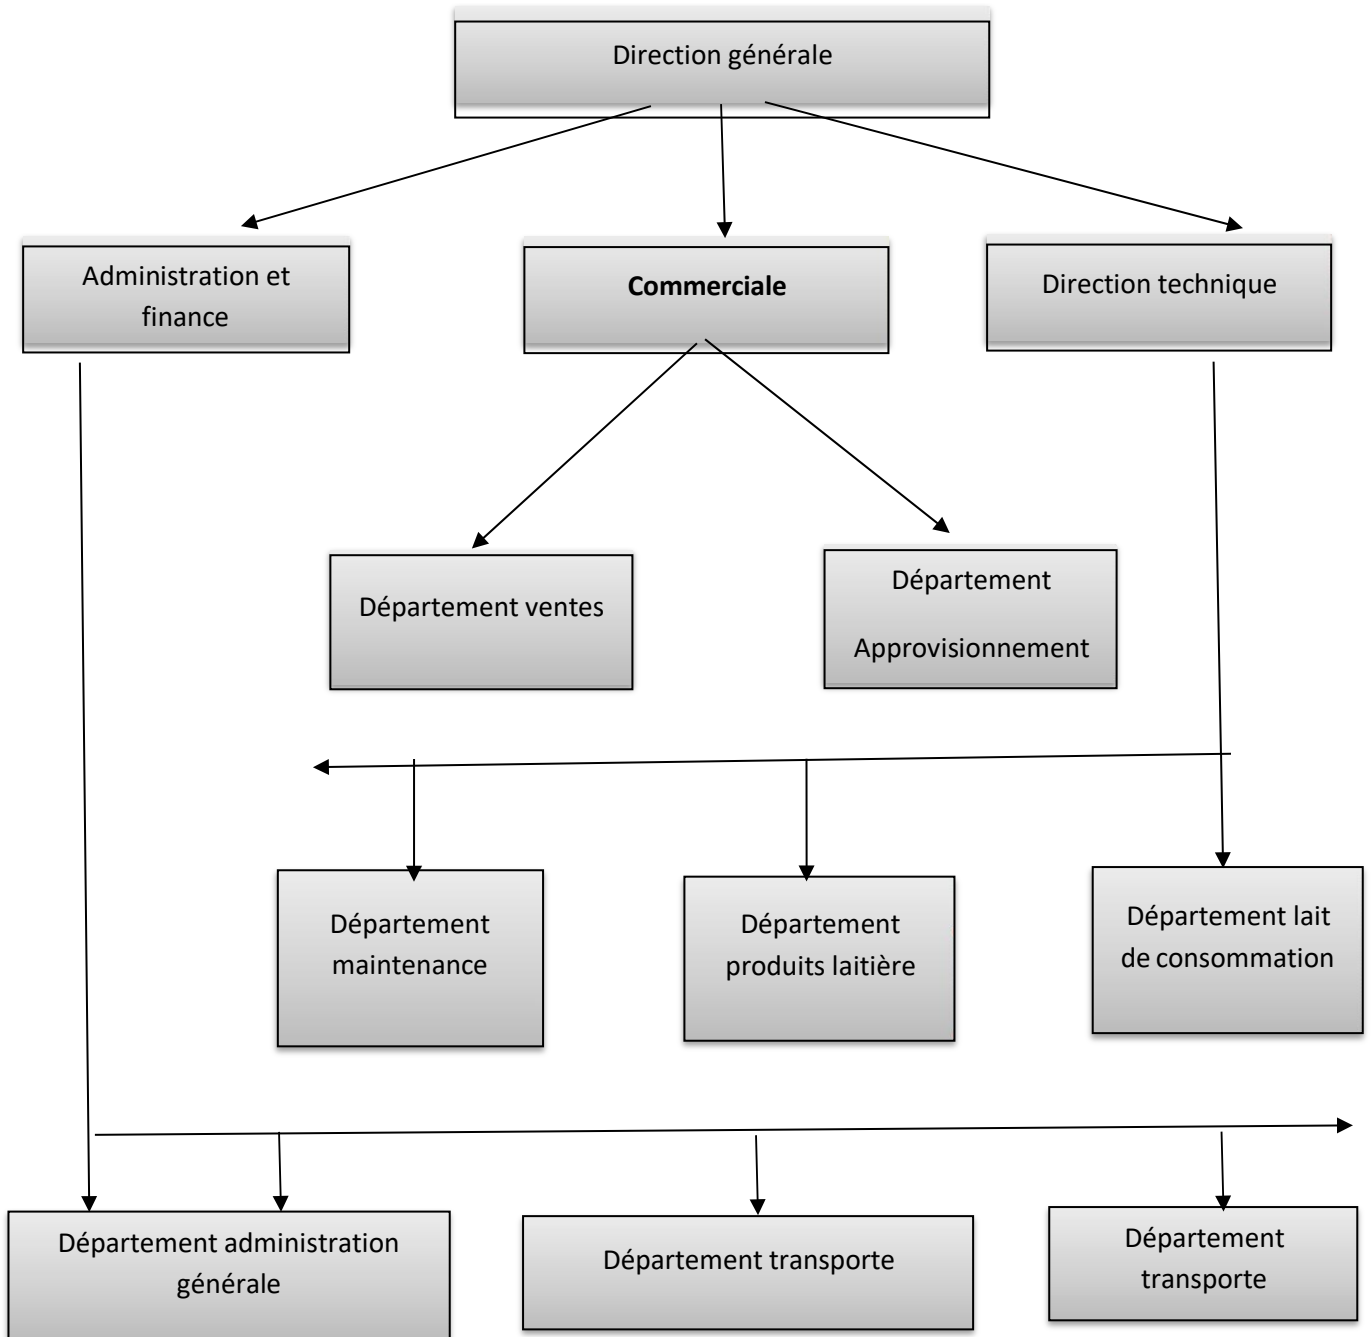 Direction générale
Administration et
finance
Commerciale
Direction technique
Département ventes
Département
Approvisionnement
Département
maintenance
Département
produits laitière
Département lait
de consommation
Département administration
générale
Département transporte
Département
transporte